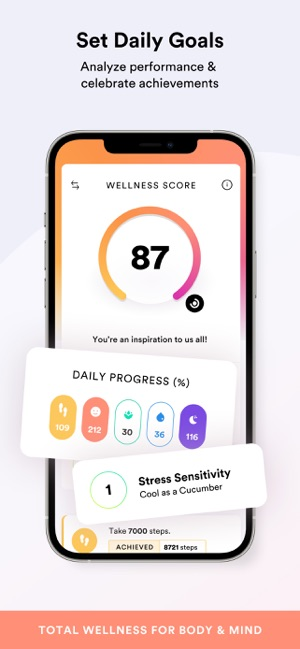 Set Daily Goals
Analyze performance &
celebrate achievements
WELLNESS SCORE
87
You're an inspiration to us all!
DAILY PROGRESS (%)
109
212
30
36
116
1
Stress Sensitivity
Cool as a Cucumber
Take 7000 steps.
ACHIEVED 8721 steps
TOTAL WELLNESS FOR BODY & MIND